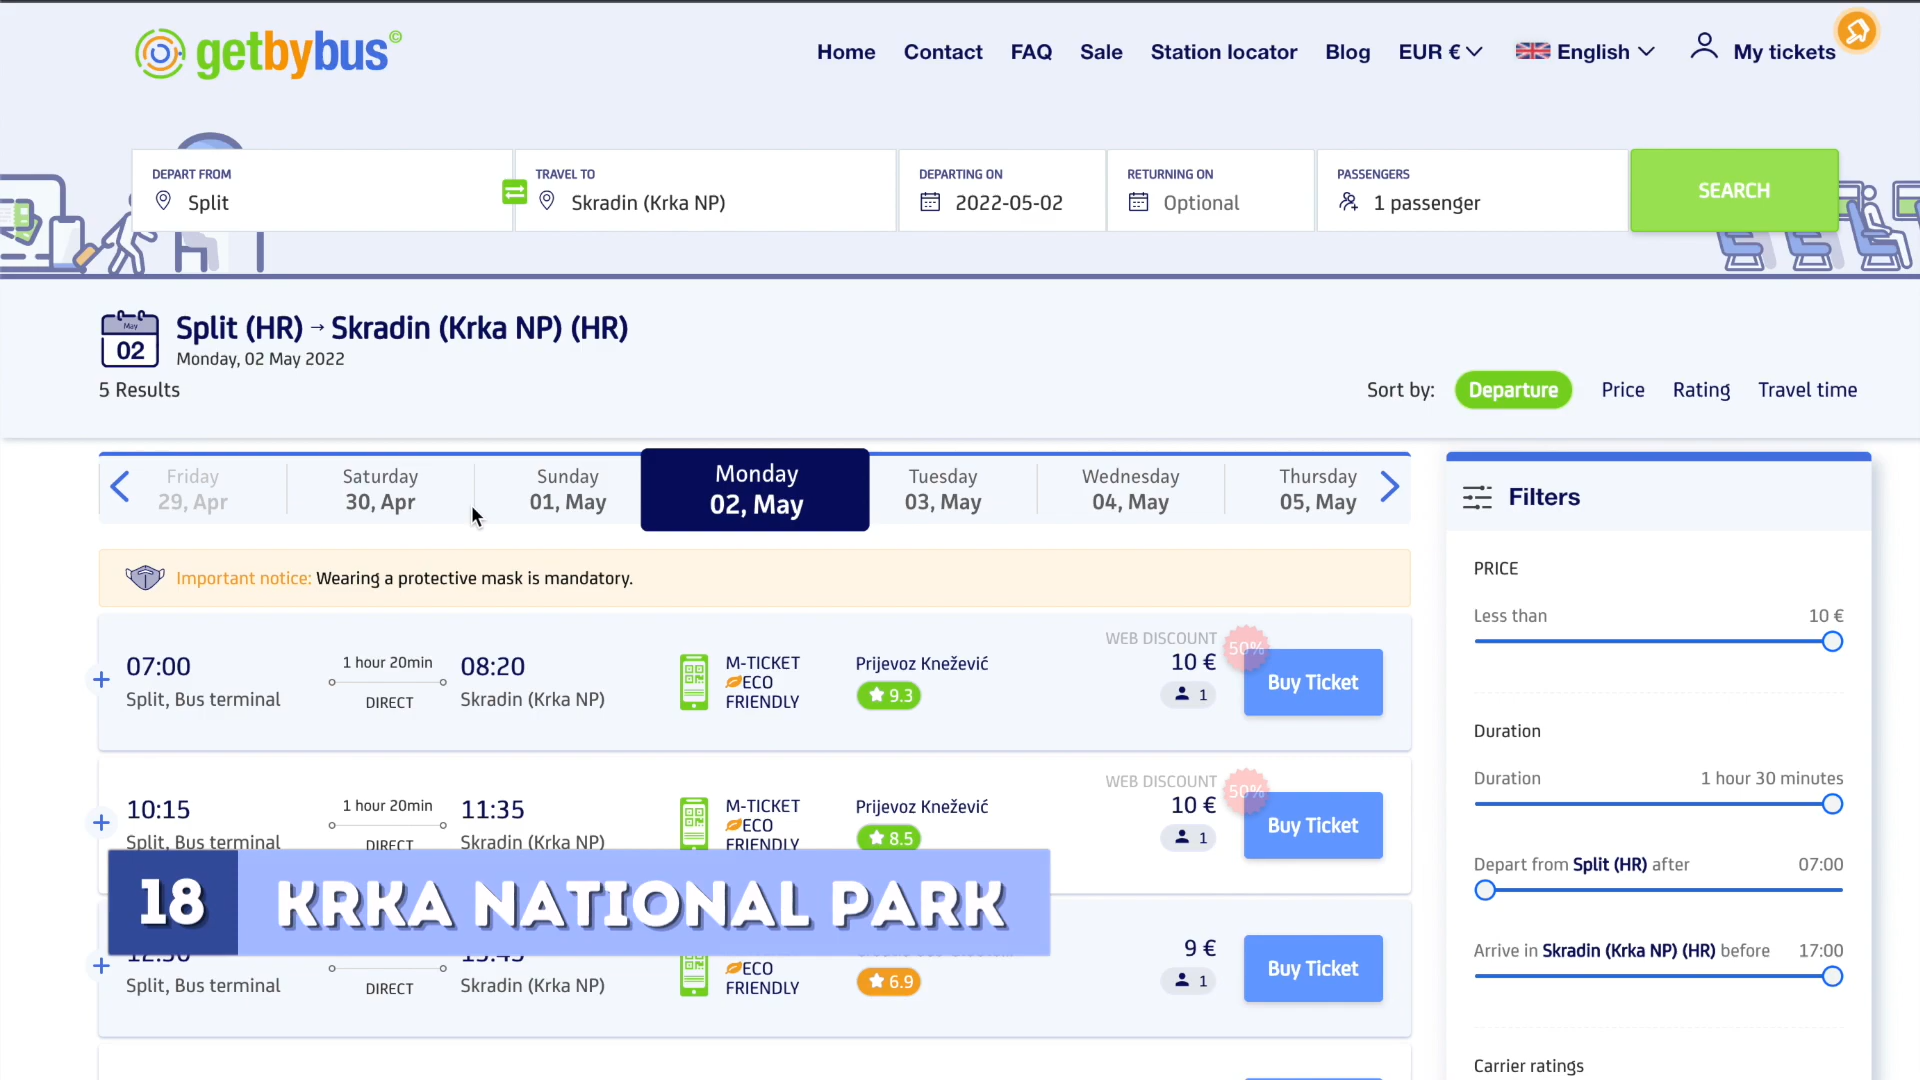 getbybus©
Home Contact FAQ Sale Station locator Blog EUR € English My tickets
DEPART FROM
Split
TRAVEL TO
Skradin (Krka NP)
DEPARTING ON
2022-05-02
RETURNING ON
Optional
PASSENGERS
1 passenger
SEARCH
May
02
Split (HR) → Skradin (Krka NP) (HR)
Monday, 02 May 2022
5 Results
Sort by: Departure Price Rating Travel time
Friday
29, Apr
Saturday
30, Apr
Sunday
01, May
Monday
02, May
Tuesday
03, May
Wednesday
04, May
Thursday
05, May
Important notice: Wearing a protective mask is mandatory.
07:00
Split, Bus terminal
1 hour 20min
DIRECT
08:20
Skradin (Krka NP)
M-TICKET
ECO
FRIENDLY
Prijevoz Knežević
9.3
WEB DISCOUNT
50%
10 €
1
Buy Ticket
10:15
Split, Bus terminal
1 hour 20min
DIRECT
11:35
Skradin (Krka NP)
M-TICKET
ECO
FRIENDLY
Prijevoz Knežević
8.5
WEB DISCOUNT
50%
10 €
1
Buy Ticket
18 KRKA NATIONAL PARK
Split, Bus terminal
DIRECT
Skradin (Krka NP)
ECO
FRIENDLY
6.9
9 €
1
Buy Ticket
Filters
PRICE
Less than 10 €
Duration
Duration 1 hour 30 minutes
Depart from Split (HR) after 07:00
Arrive in Skradin (Krka NP) (HR) before 17:00
Carrier ratings